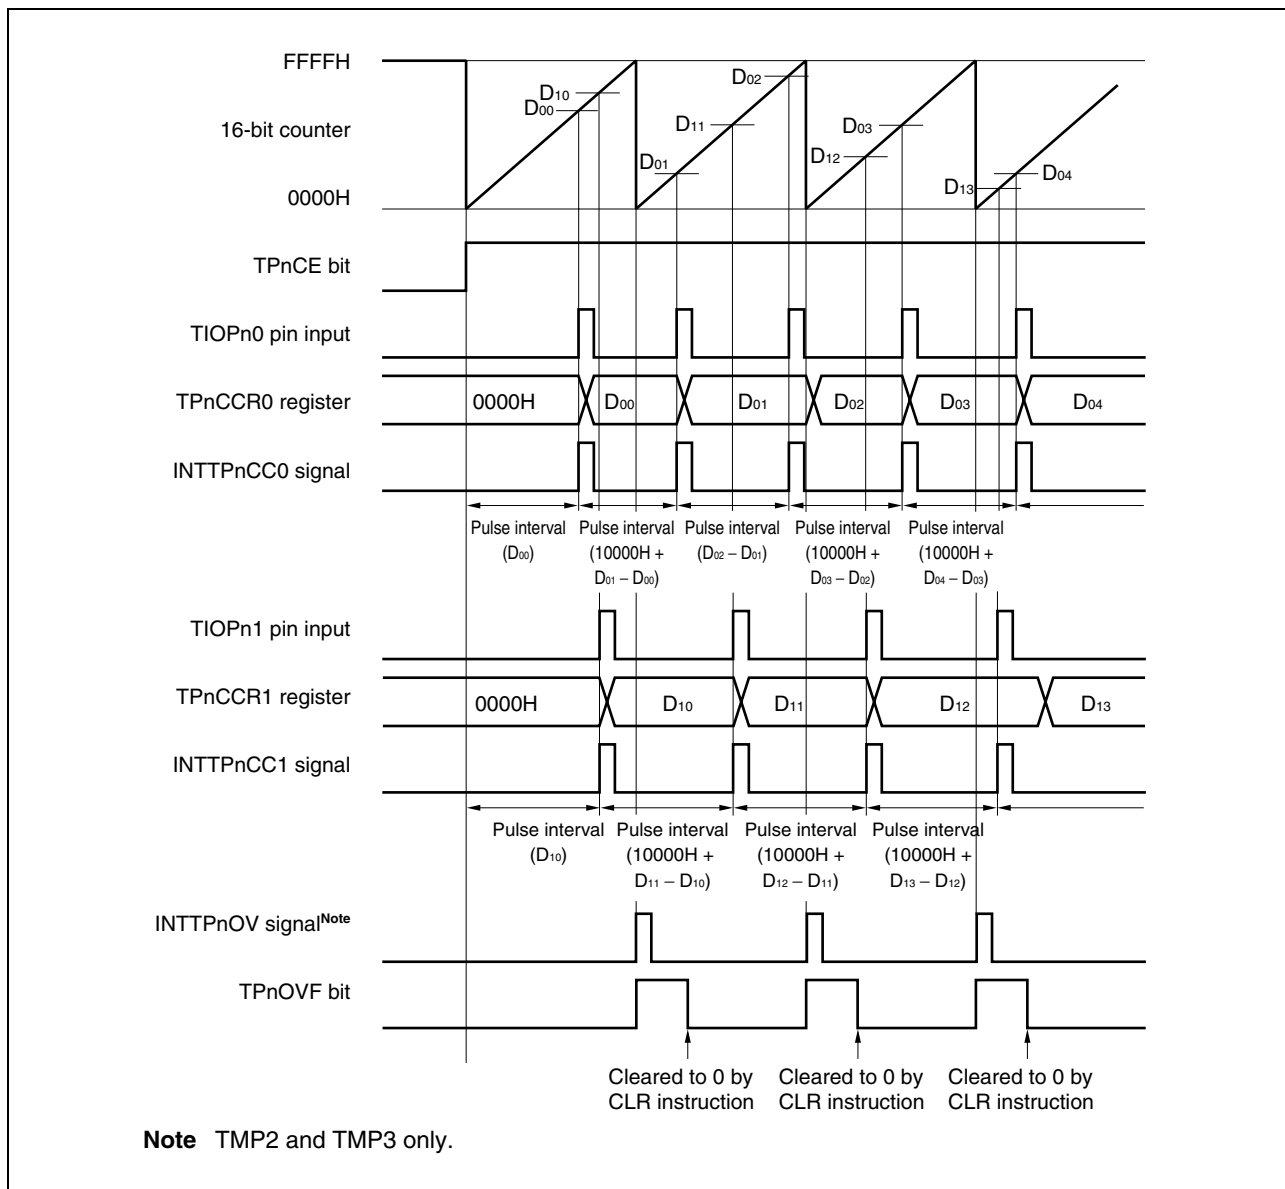 FFFFH
D10
D00
D02
16-bit counter
D11
D03
D01
D12
D13
D04
0000H
TPnCE bit
TIOPn0 pin input
TPnCCR0 register
0000H
D00
D01
D02
D03
D04
INTTPnCC0 signal
Pulse interval
(D00)
Pulse interval
(10000H +
D01 – D00)
Pulse interval
(D02 – D01)
Pulse interval
(10000H +
D03 – D02)
Pulse interval
(10000H +
D04 – D03)
TIOPn1 pin input
TPnCCR1 register
0000H
D10
D11
D12
D13
INTTPnCC1 signal
Pulse interval
(D10)
Pulse interval
(10000H +
D11 – D10)
Pulse interval
(10000H +
D12 – D11)
Pulse interval
(10000H +
D13 – D12)
INTTPnOV signalNote
TPnOVF bit
Cleared to 0 by
CLR instruction
Cleared to 0 by
CLR instruction
Cleared to 0 by
CLR instruction
Note TMP2 and TMP3 only.